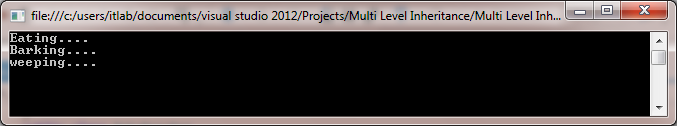 file:///c:/users/itlab/documents/visual studio 2012/Projects/Multi Level Inheritance/Multi Level Inh...
Eating....
Barking....
weeping....